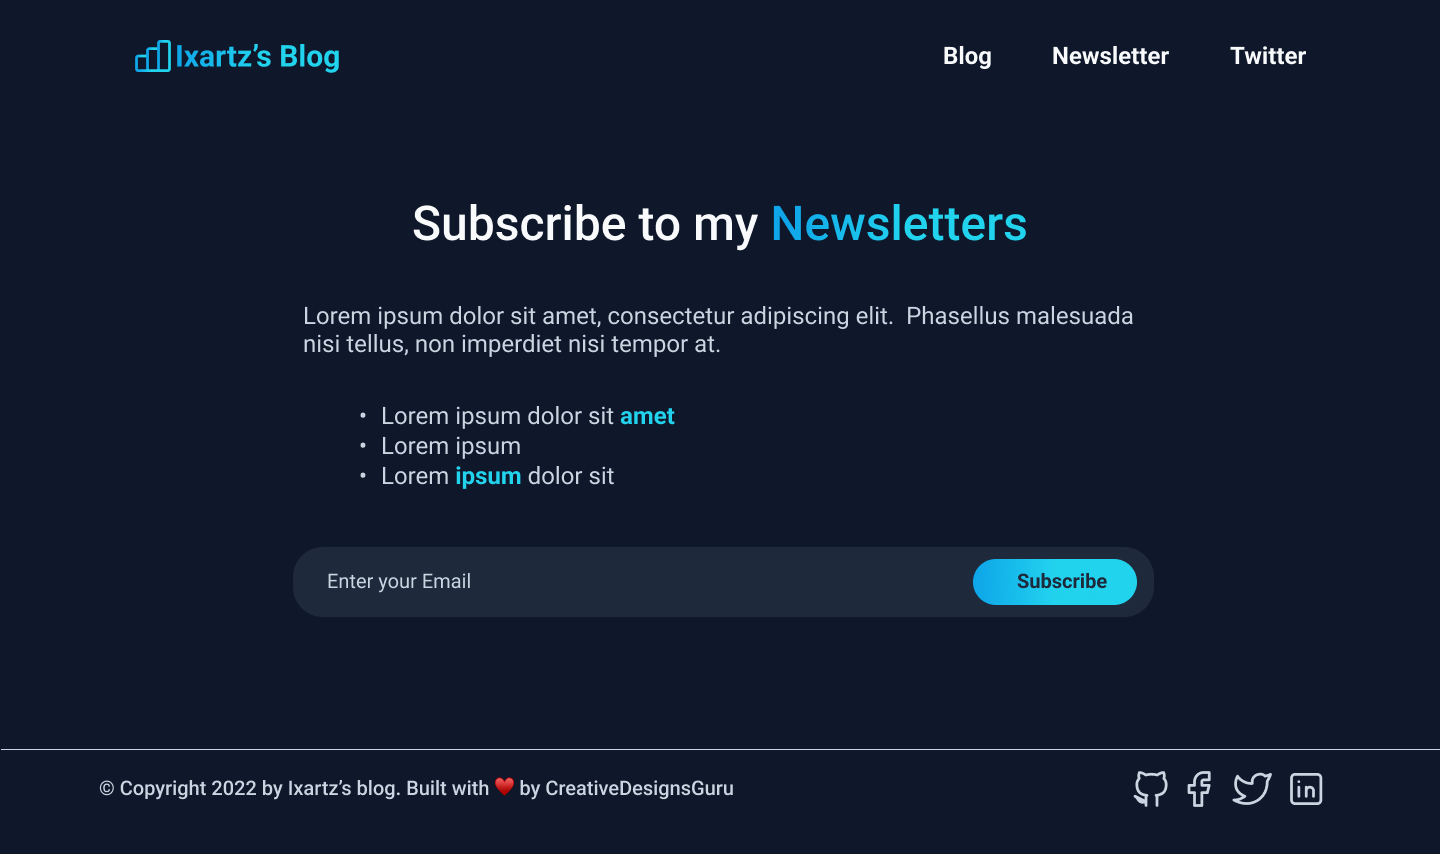 Ixartz’s Blog
Blog Newsletter Twitter
Subscribe to my Newsletters
Lorem ipsum dolor sit amet, consectetur adipiscing elit.  Phasellus malesuada
nisi tellus, non imperdiet nisi tempor at.
• Lorem ipsum dolor sit amet
• Lorem ipsum
• Lorem ipsum dolor sit
Enter your Email
Subscribe
© Copyright 2022 by Ixartz’s blog. Built with ♥️ by CreativeDesignsGuru